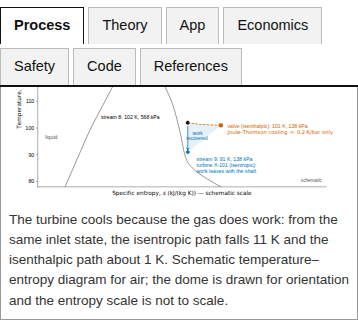 Process
Theory
App
Economics
Safety
Code
References
Temperature,
110
100
90
80
stream 8: 102 K, 568 kPa
liquid
valve (isenthalpic): 101 K, 138 kPa
Joule–Thomson cooling ≈ 0.2 K/bar only
work
recovered
stream 9: 91 K, 138 kPa
turbine X-101 (isentropic)
work leaves with the shaft
schematic
Specific entropy, s (kJ/(kg K)) — schematic scale
The turbine cools because the gas does work: from the
same inlet state, the isentropic path falls 11 K and the
isenthalpic path about 1 K. Schematic temperature–
entropy diagram for air; the dome is drawn for orientation
and the entropy scale is not to scale.